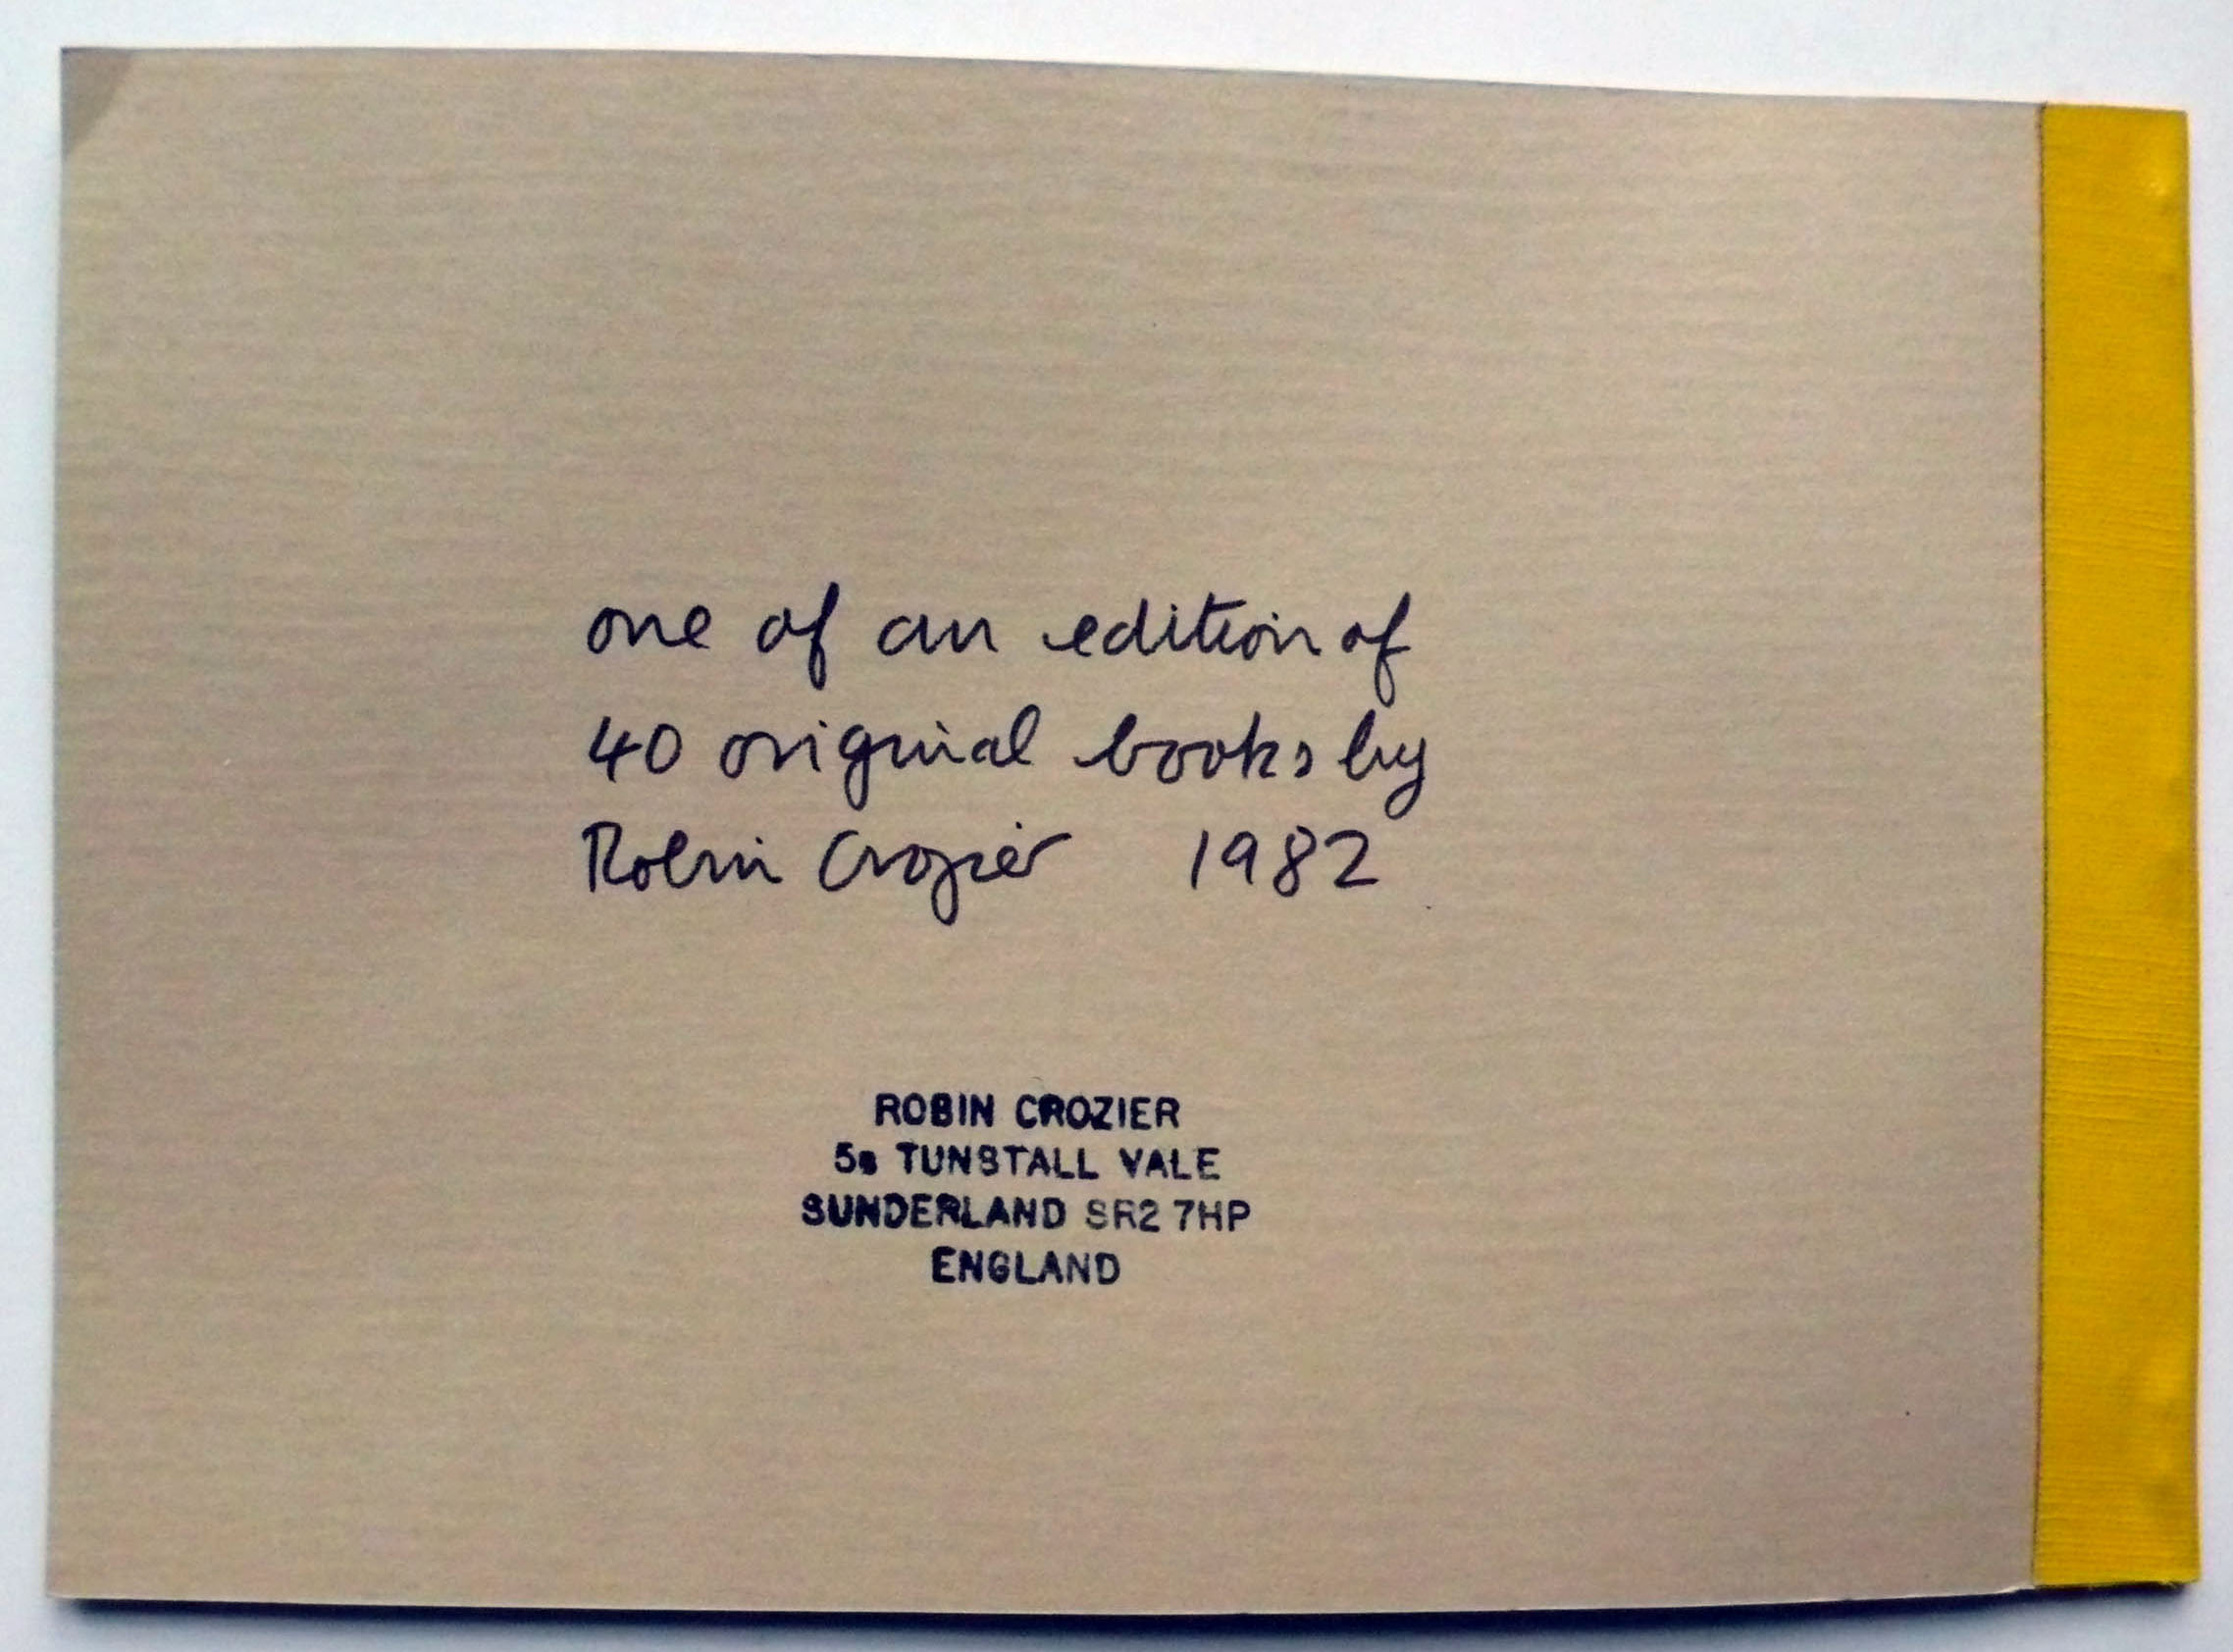 one of an edition of
40 original books by
Robin Crozier 1982
ROBIN CROZIER
TUNSTALL VALE
SUNDERLAND SR2 7HP
ENGLAND